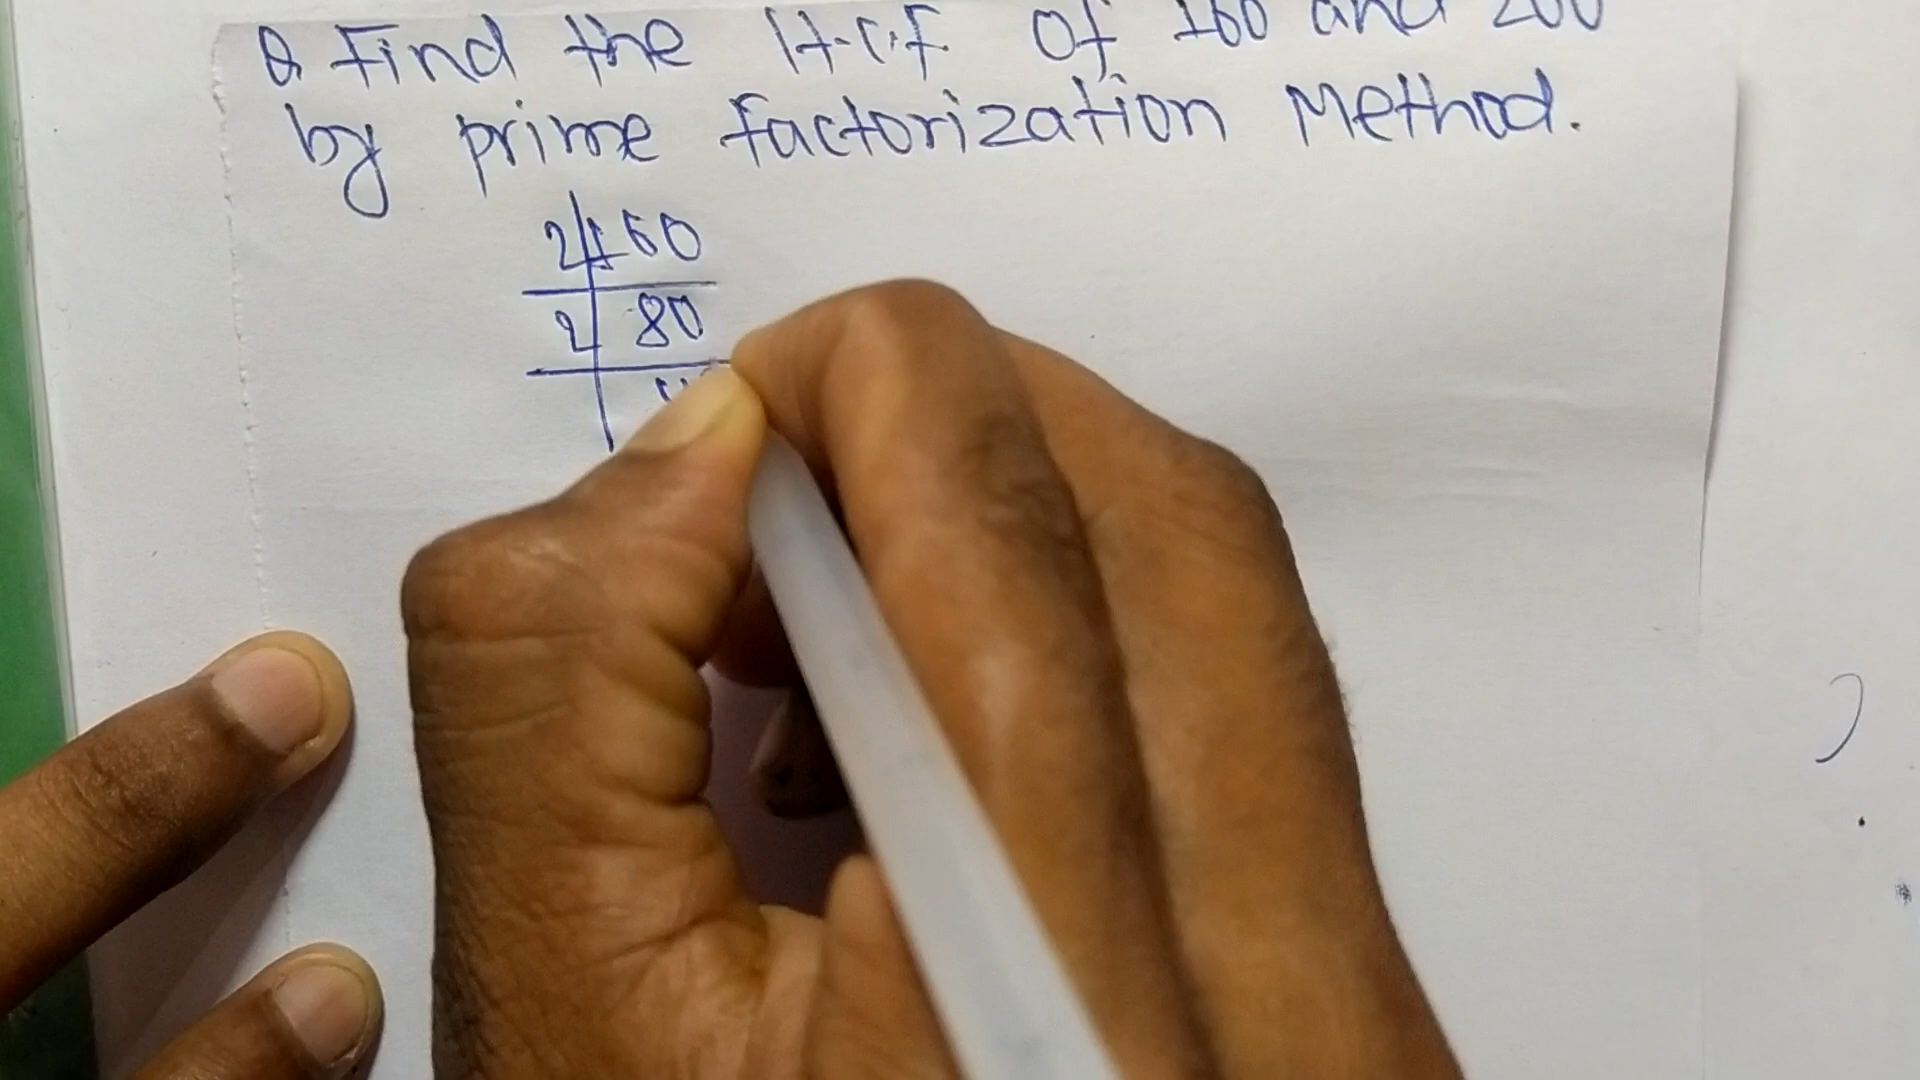 Q Find the H.C.F Of 160 and 200
by prime factorization Method.
2 160
2 80